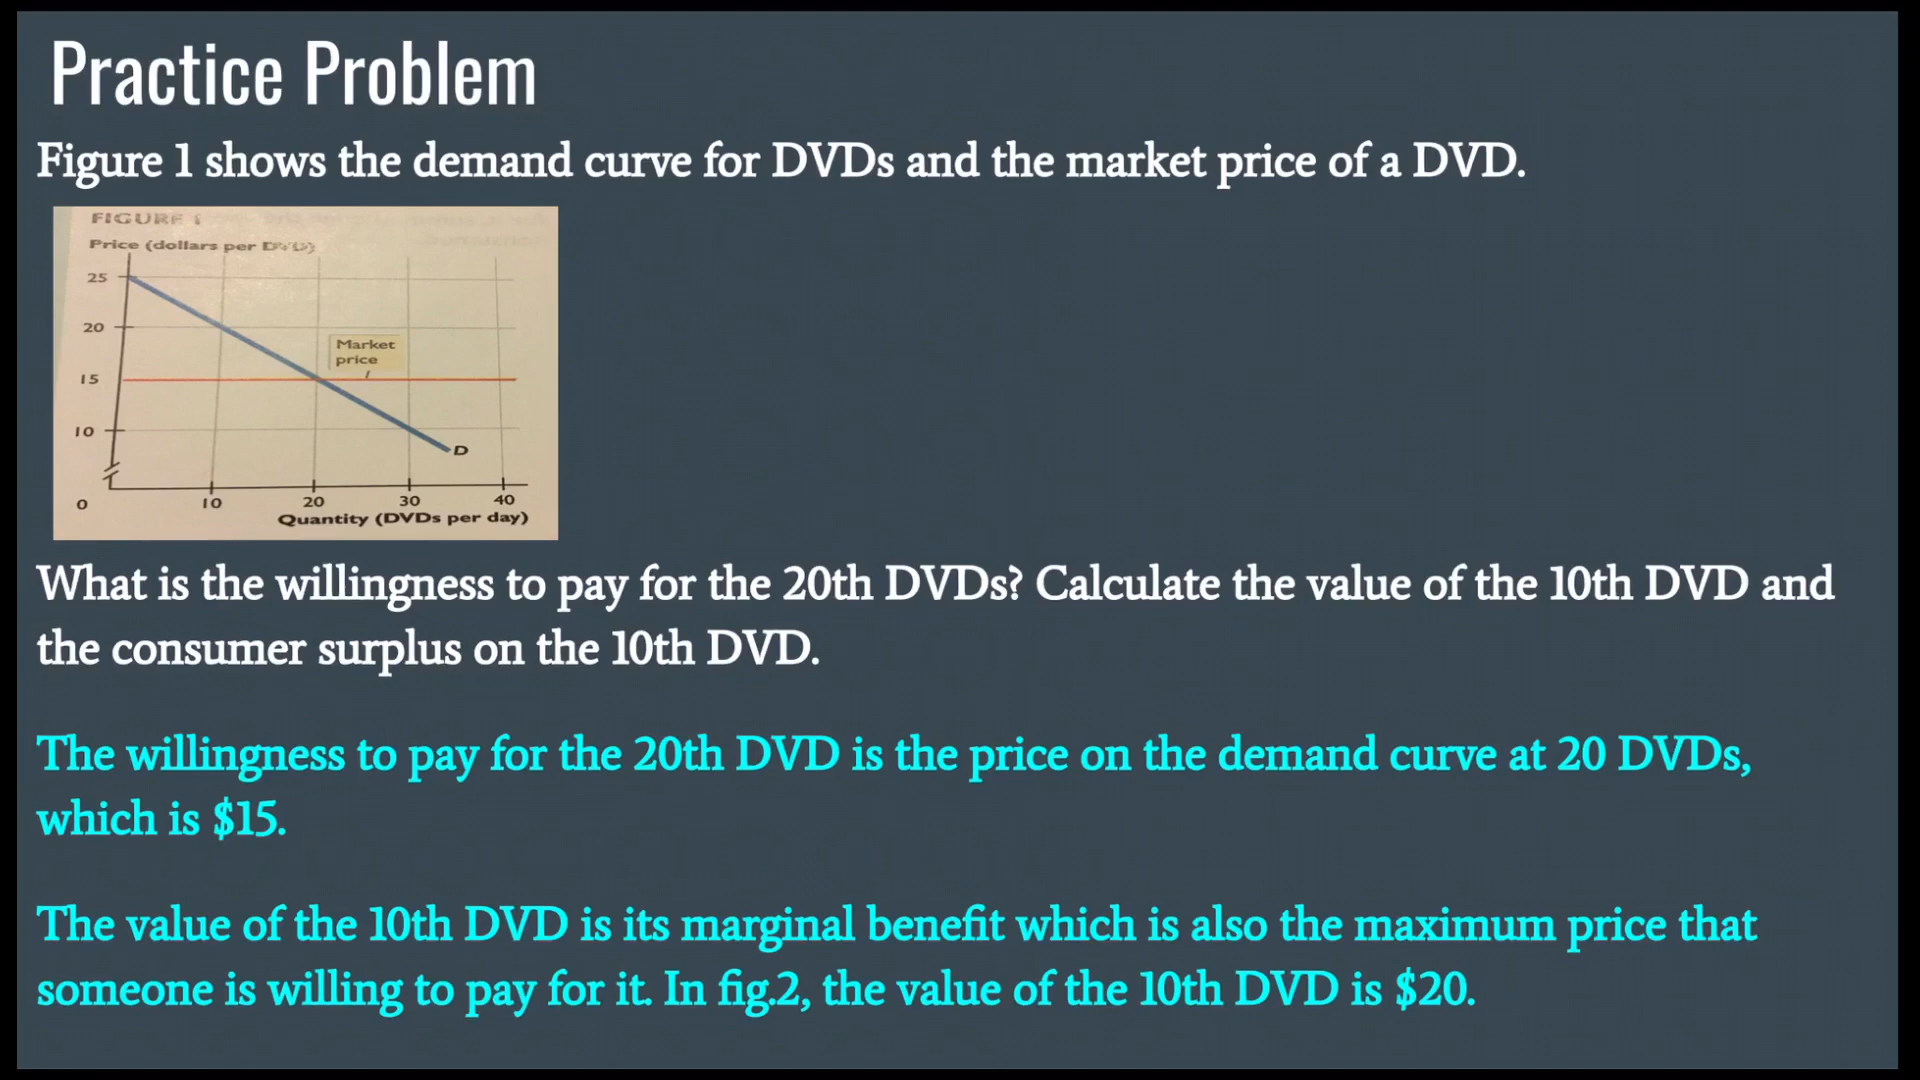 Practice Problem
Figure 1 shows the demand curve for DVDs and the market price of a DVD.
FIGURE 1
Price (dollars per DVD)
25
20
Market
price
15
10
D
0
10
20
30
40
Quantity (DVDs per day)
What is the willingness to pay for the 20th DVDs? Calculate the value of the 10th DVD and
the consumer surplus on the 10th DVD.
The willingness to pay for the 20th DVD is the price on the demand curve at 20 DVDs,
which is $15.
The value of the 10th DVD is its marginal benefit which is also the maximum price that
someone is willing to pay for it. In fig.2, the value of the 10th DVD is $20.